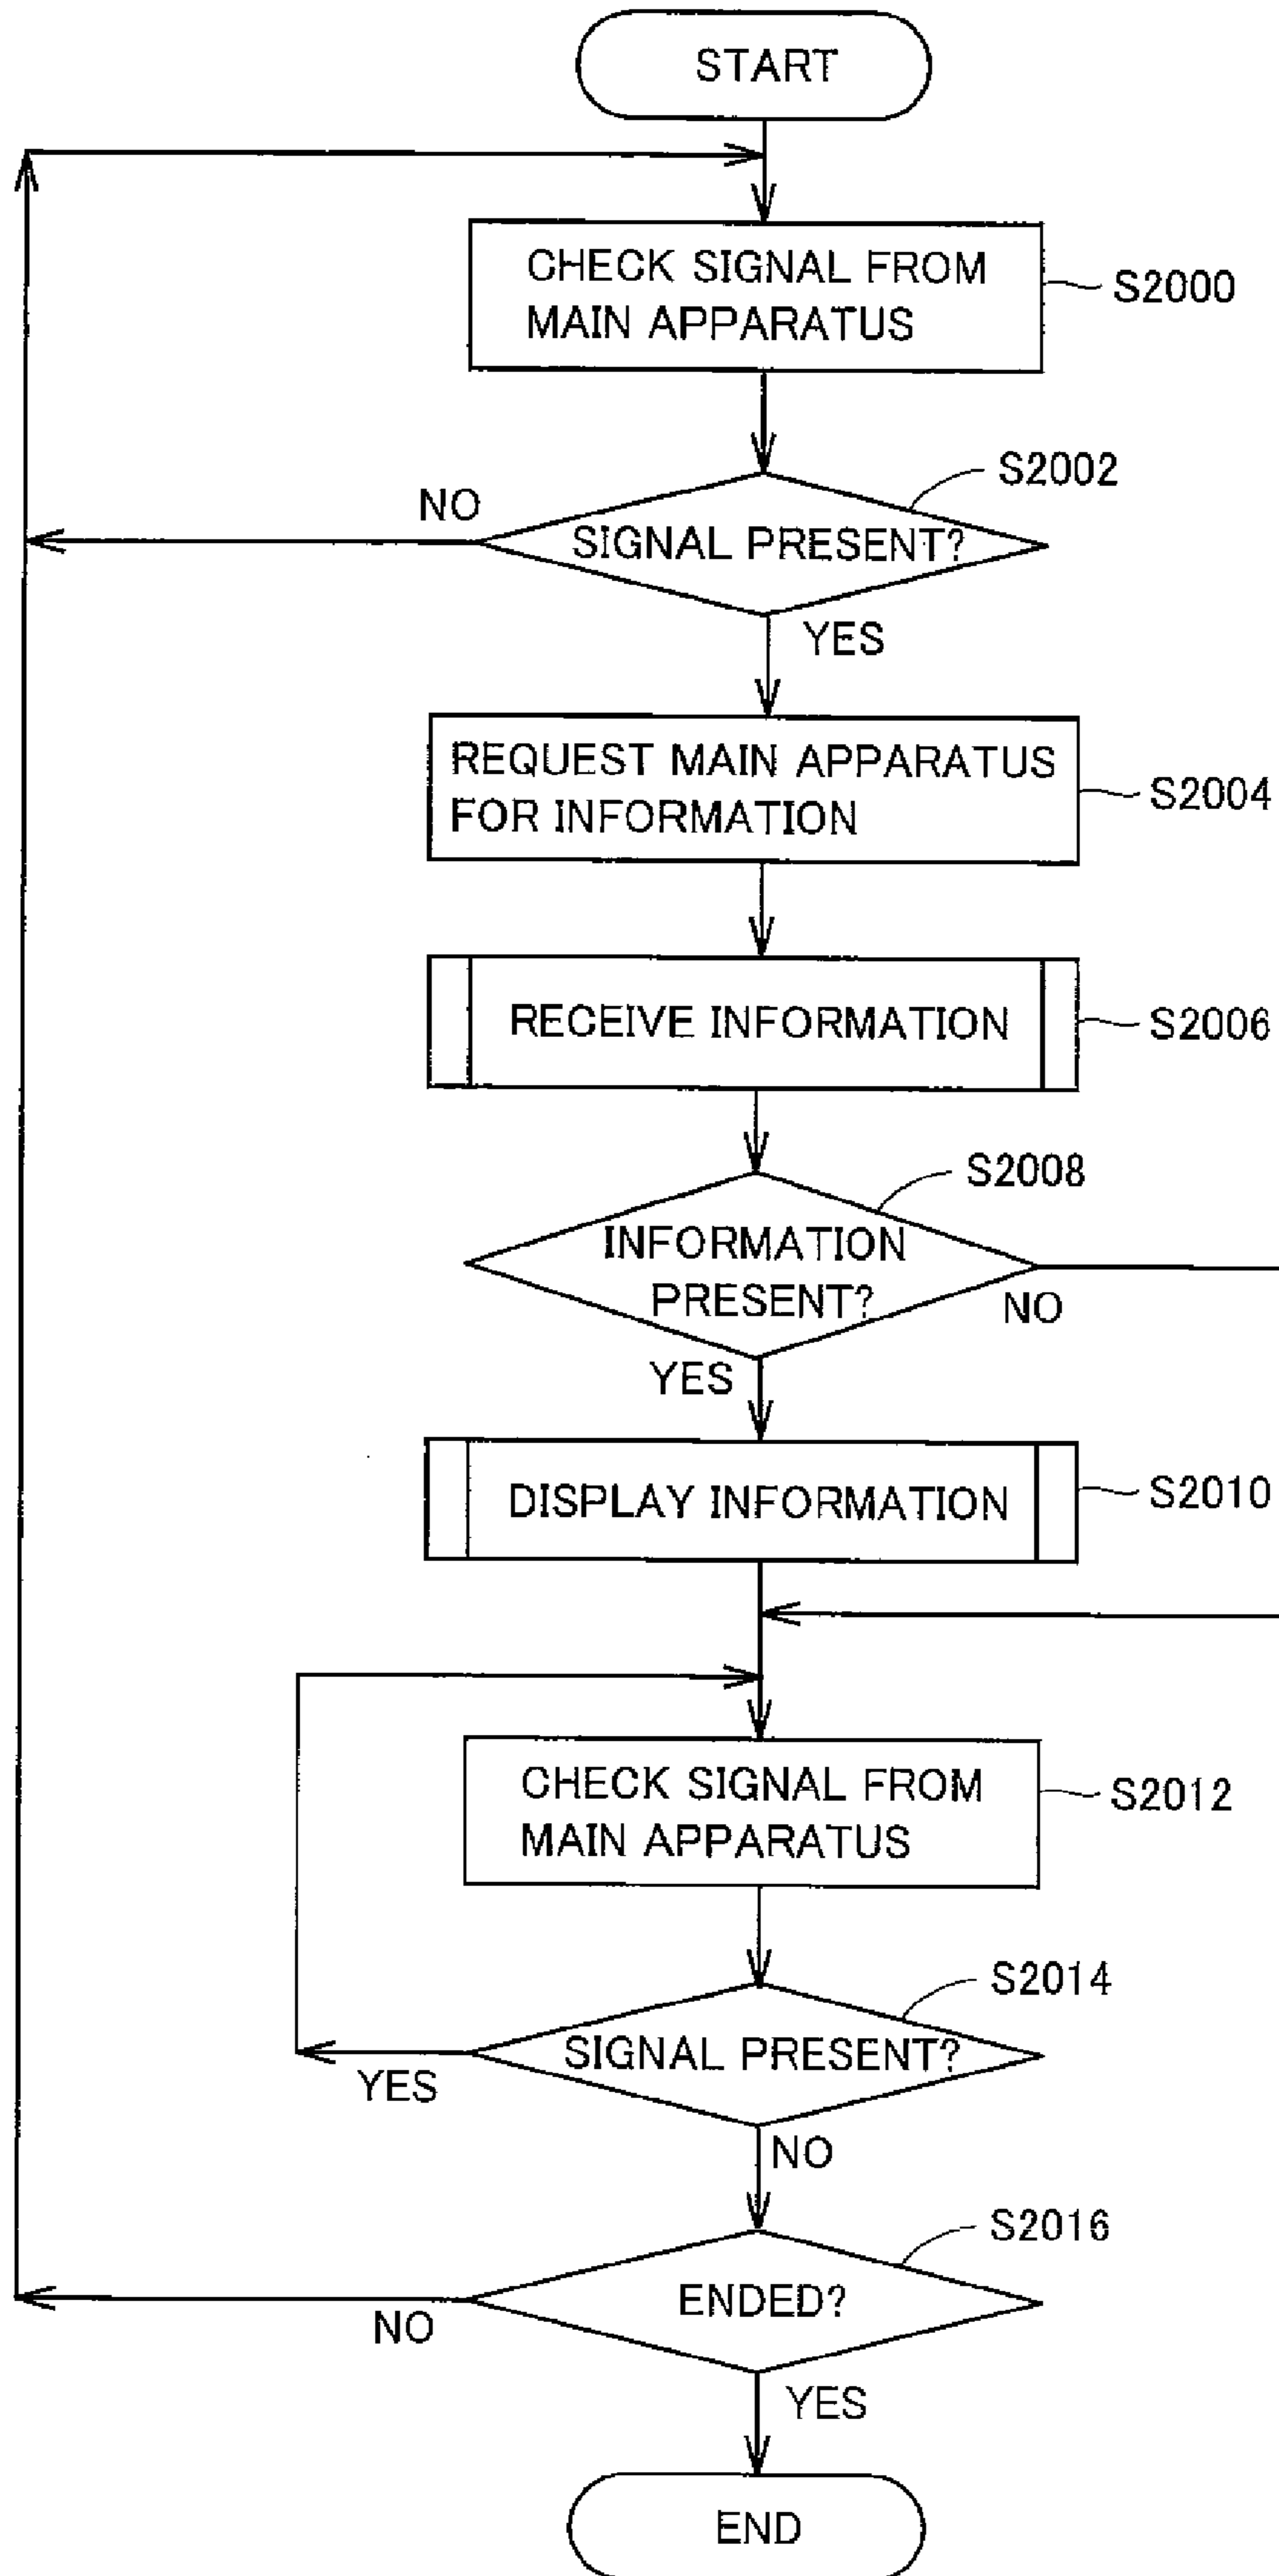 START
CHECK SIGNAL FROM
MAIN APPARATUS
S2000
S2002
NO
SIGNAL PRESENT?
YES
REQUEST MAIN APPARATUS
FOR INFORMATION
S2004
RECEIVE INFORMATION
S2006
S2008
INFORMATION
PRESENT?
NO
YES
DISPLAY INFORMATION
S2010
CHECK SIGNAL FROM
MAIN APPARATUS
S2012
S2014
SIGNAL PRESENT?
YES
NO
S2016
ENDED?
NO
YES
END